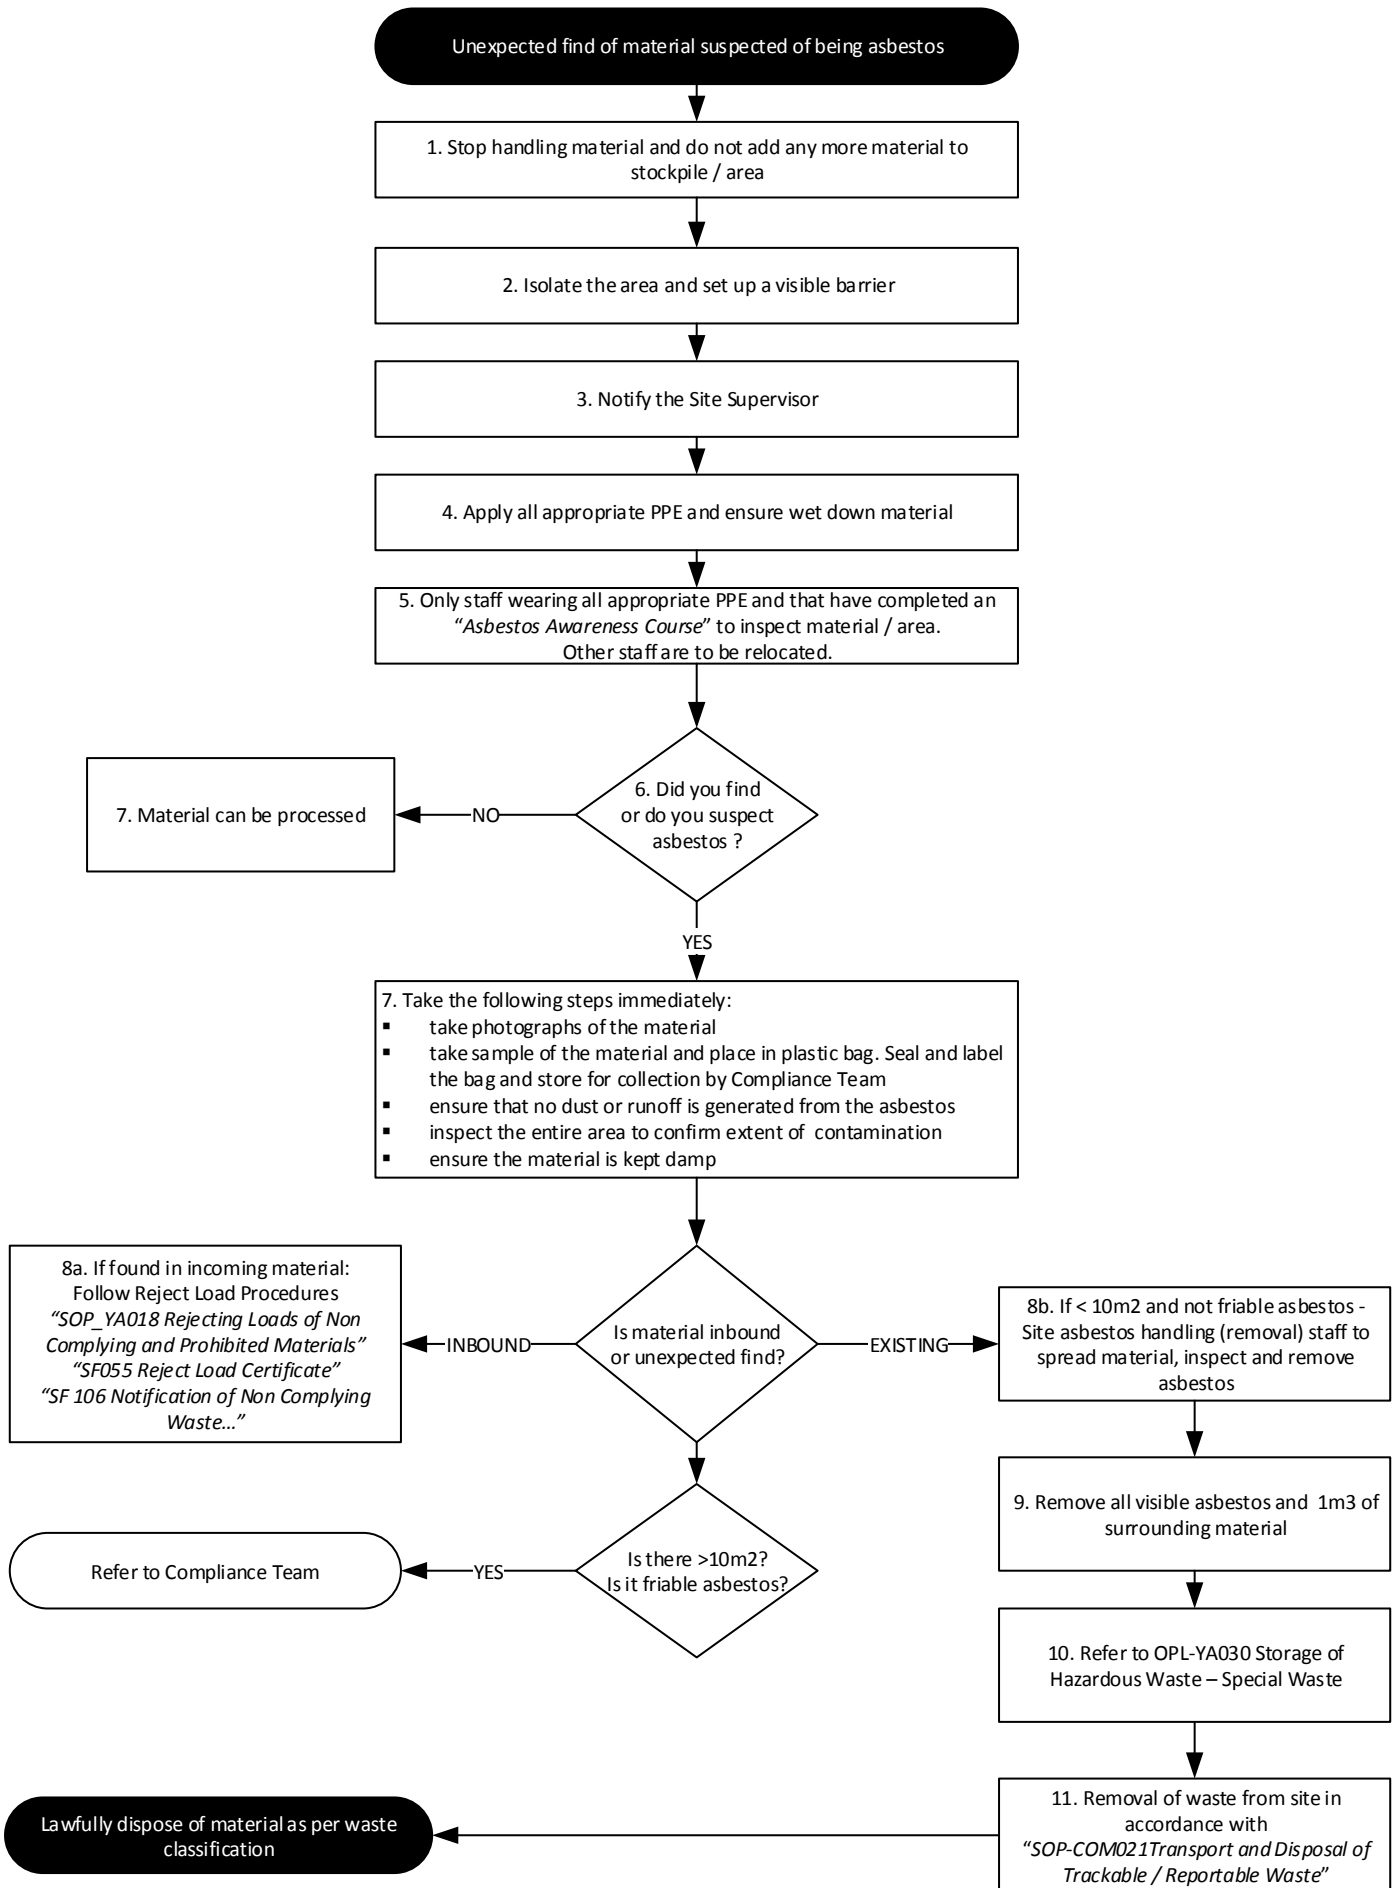 Unexpected find of material suspected of being asbestos
1. Stop handling material and do not add any more material to
stockpile / area
2. Isolate the area and set up a visible barrier
3. Notify the Site Supervisor
4. Apply all appropriate PPE and ensure wet down material
5. Only staff wearing all appropriate PPE and that have completed an
“Asbestos Awareness Course” to inspect material / area.
Other staff are to be relocated.
6. Did you find
or do you suspect
asbestos ?
NO
7. Material can be processed
YES
7. Take the following steps immediately:
▪ take photographs of the material
▪ take sample of the material and place in plastic bag. Seal and label
the bag and store for collection by Compliance Team
▪ ensure that no dust or runoff is generated from the asbestos
▪ inspect the entire area to confirm extent of contamination
▪ ensure the material is kept damp
Is material inbound
or unexpected find?
INBOUND
8a. If found in incoming material:
Follow Reject Load Procedures
“SOP_YA018 Rejecting Loads of Non
Complying and Prohibited Materials”
“SF055 Reject Load Certificate”
“SF 106 Notification of Non Complying
Waste…”
EXISTING
8b. If < 10m2 and not friable asbestos -
Site asbestos handling (removal) staff to
spread material, inspect and remove
asbestos
9. Remove all visible asbestos and 1m3 of
surrounding material
Is there >10m2?
Is it friable asbestos?
YES
Refer to Compliance Team
10. Refer to OPL-YA030 Storage of
Hazardous Waste – Special Waste
11. Removal of waste from site in
accordance with
“SOP-COM021Transport and Disposal of
Trackable / Reportable Waste”
Lawfully dispose of material as per waste
classification